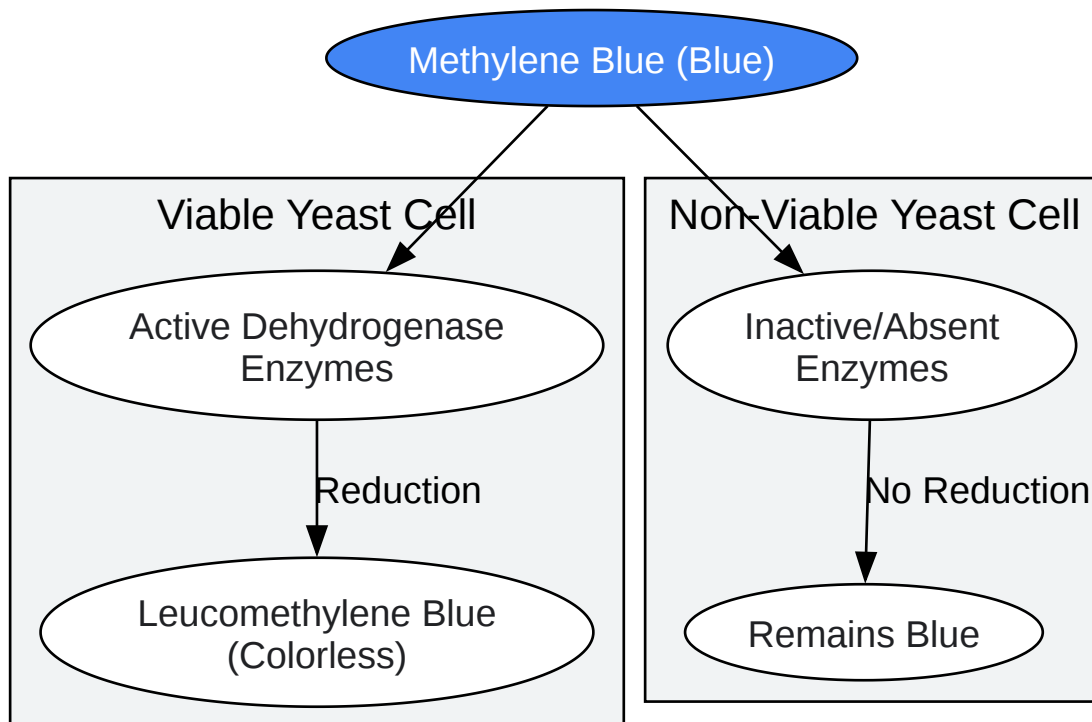 Methylene Blue (Blue)
Viable Yeast Cell
Active Dehydrogenase
Enzymes
Reduction
Leucomethylene Blue
(Colorless)
Non-Viable Yeast Cell
Inactive/Absent
Enzymes
No Reduction
Remains Blue